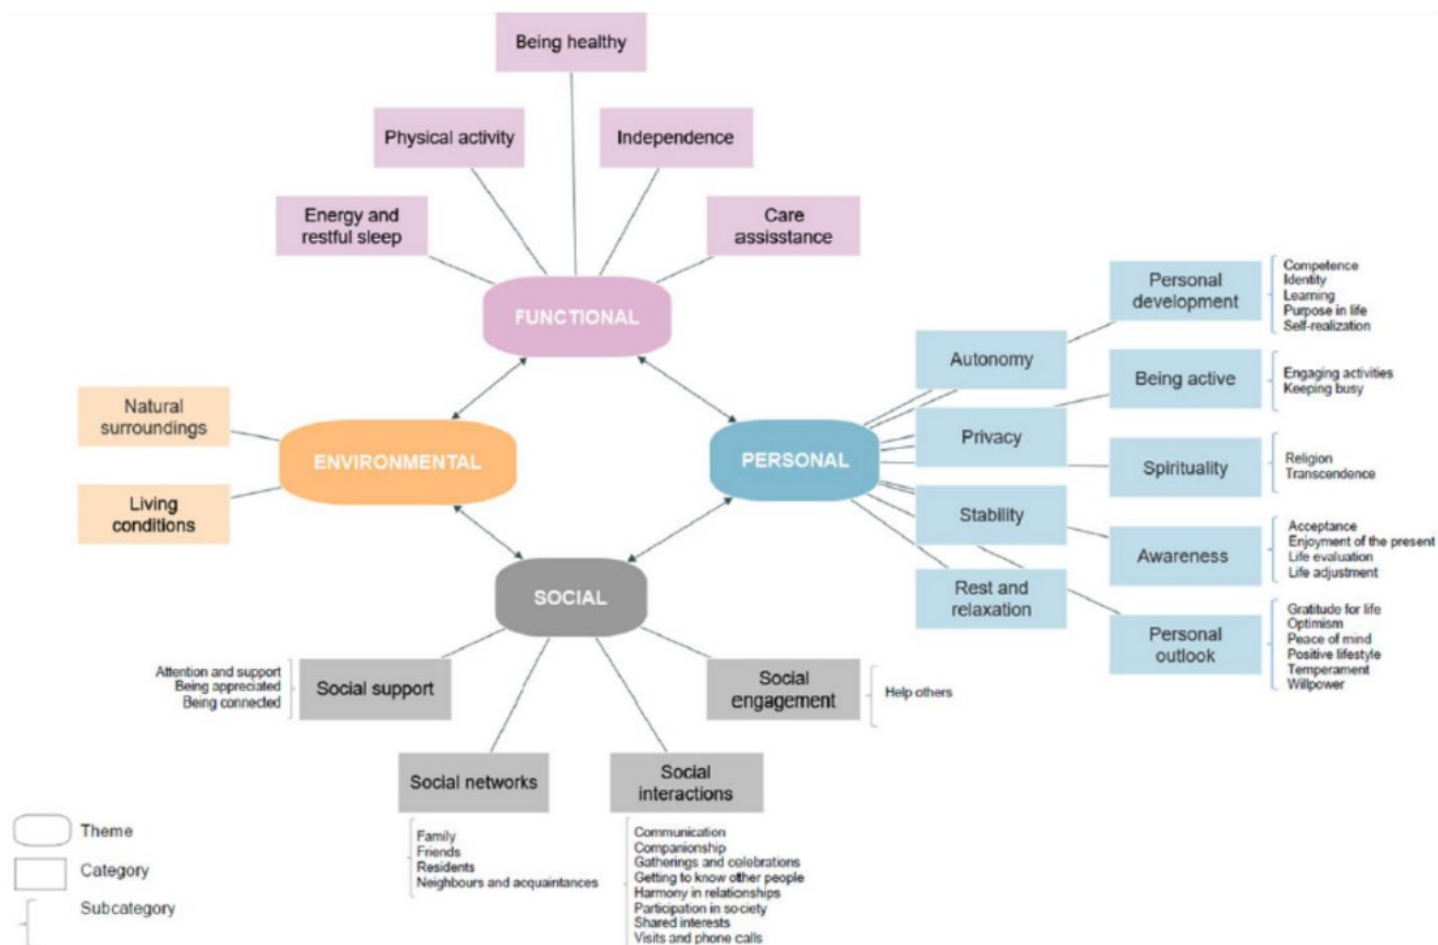 Being healthy
Physical activity
Independence
Energy and
restful sleep
Care
assisstance
FUNCTIONAL
Natural
surroundings
Living
conditions
ENVIRONMENTAL
PERSONAL
Autonomy
Privacy
Stability
Rest and
relaxation
Personal
development
Competence
Identity
Learning
Purpose in life
Self-realization
Being active
Engaging activities
Keeping busy
Spirituality
Religion
Transcendence
Awareness
Acceptance
Enjoyment of the present
Life evaluation
Life adjustment
Personal
outlook
Gratitude for life
Optimism
Peace of mind
Positive lifestyle
Temperament
Willpower
SOCIAL
Attention and support
Being appreciated
Being connected
Social support
Social
engagement
Help others
Social networks
Family
Friends
Residents
Neighbours and acquaintances
Social
interactions
Communication
Companionship
Gatherings and celebrations
Getting to know other people
Harmony in relationships
Participation in society
Shared interests
Visits and phone calls
Theme
Category
Subcategory